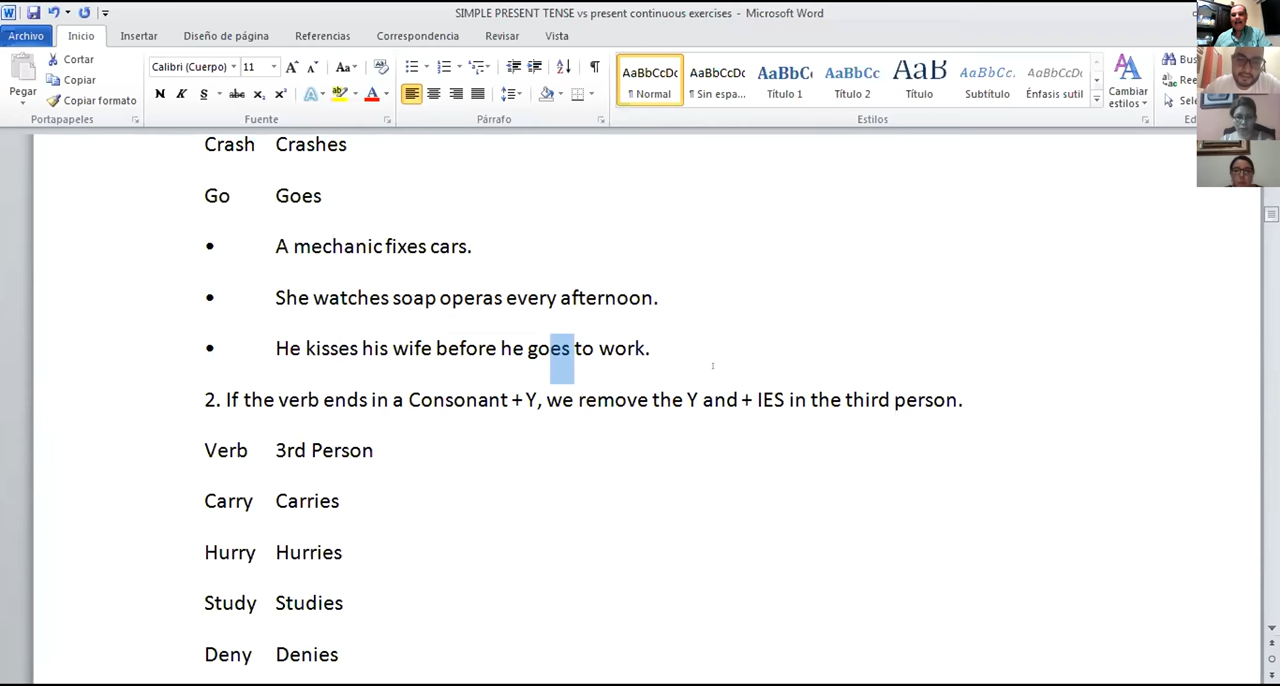 SIMPLE PRESENT TENSE vs present continuous exercises - Microsoft Word
Archivo Inicio Insertar Diseño de página Referencias Correspondencia Revisar Vista
Cortar
Copiar
Copiar formato
Pegar
Portapapeles
Calibri (Cuerpo) 11
N K S abc x₂ x²
Fuente
Párrafo
AaBbCcDc AaBbCcDc AaBbC AaBbCc AaB AaBbCc. AaBbCcDc
¶ Normal ¶ Sin espa... Título 1 Título 2 Título Subtítulo Énfasis sutil
Cambiar estilos
Estilos
Crash Crashes
Go Goes
• A mechanic fixes cars.
• She watches soap operas every afternoon.
• He kisses his wife before he goes to work.
2. If the verb ends in a Consonant + Y, we remove the Y and + IES in the third person.
Verb 3rd Person
Carry Carries
Hurry Hurries
Study Studies
Deny Denies